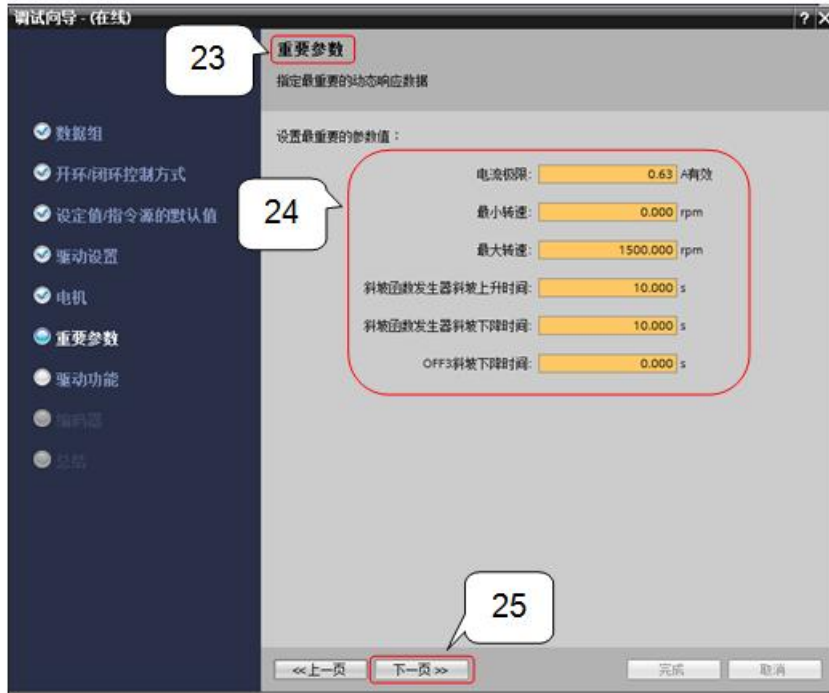 调试向导 - (在线)
? X
23
重要参数
指定最重要的动态响应数据
数据组
开环/闭环控制方式
设定值/指令源的默认值
驱动设置
电机
重要参数
驱动功能
编码器
总结
设置最重要的参数值：
24
电流极限: 0.63 A有效
最小转速: 0.000 rpm
最大转速: 1500.000 rpm
斜坡函数发生器斜坡上升时间: 10.000 s
斜坡函数发生器斜坡下降时间: 10.000 s
OFF3斜坡下降时间: 0.000 s
25
<<上一页
下一页>>
完成
取消